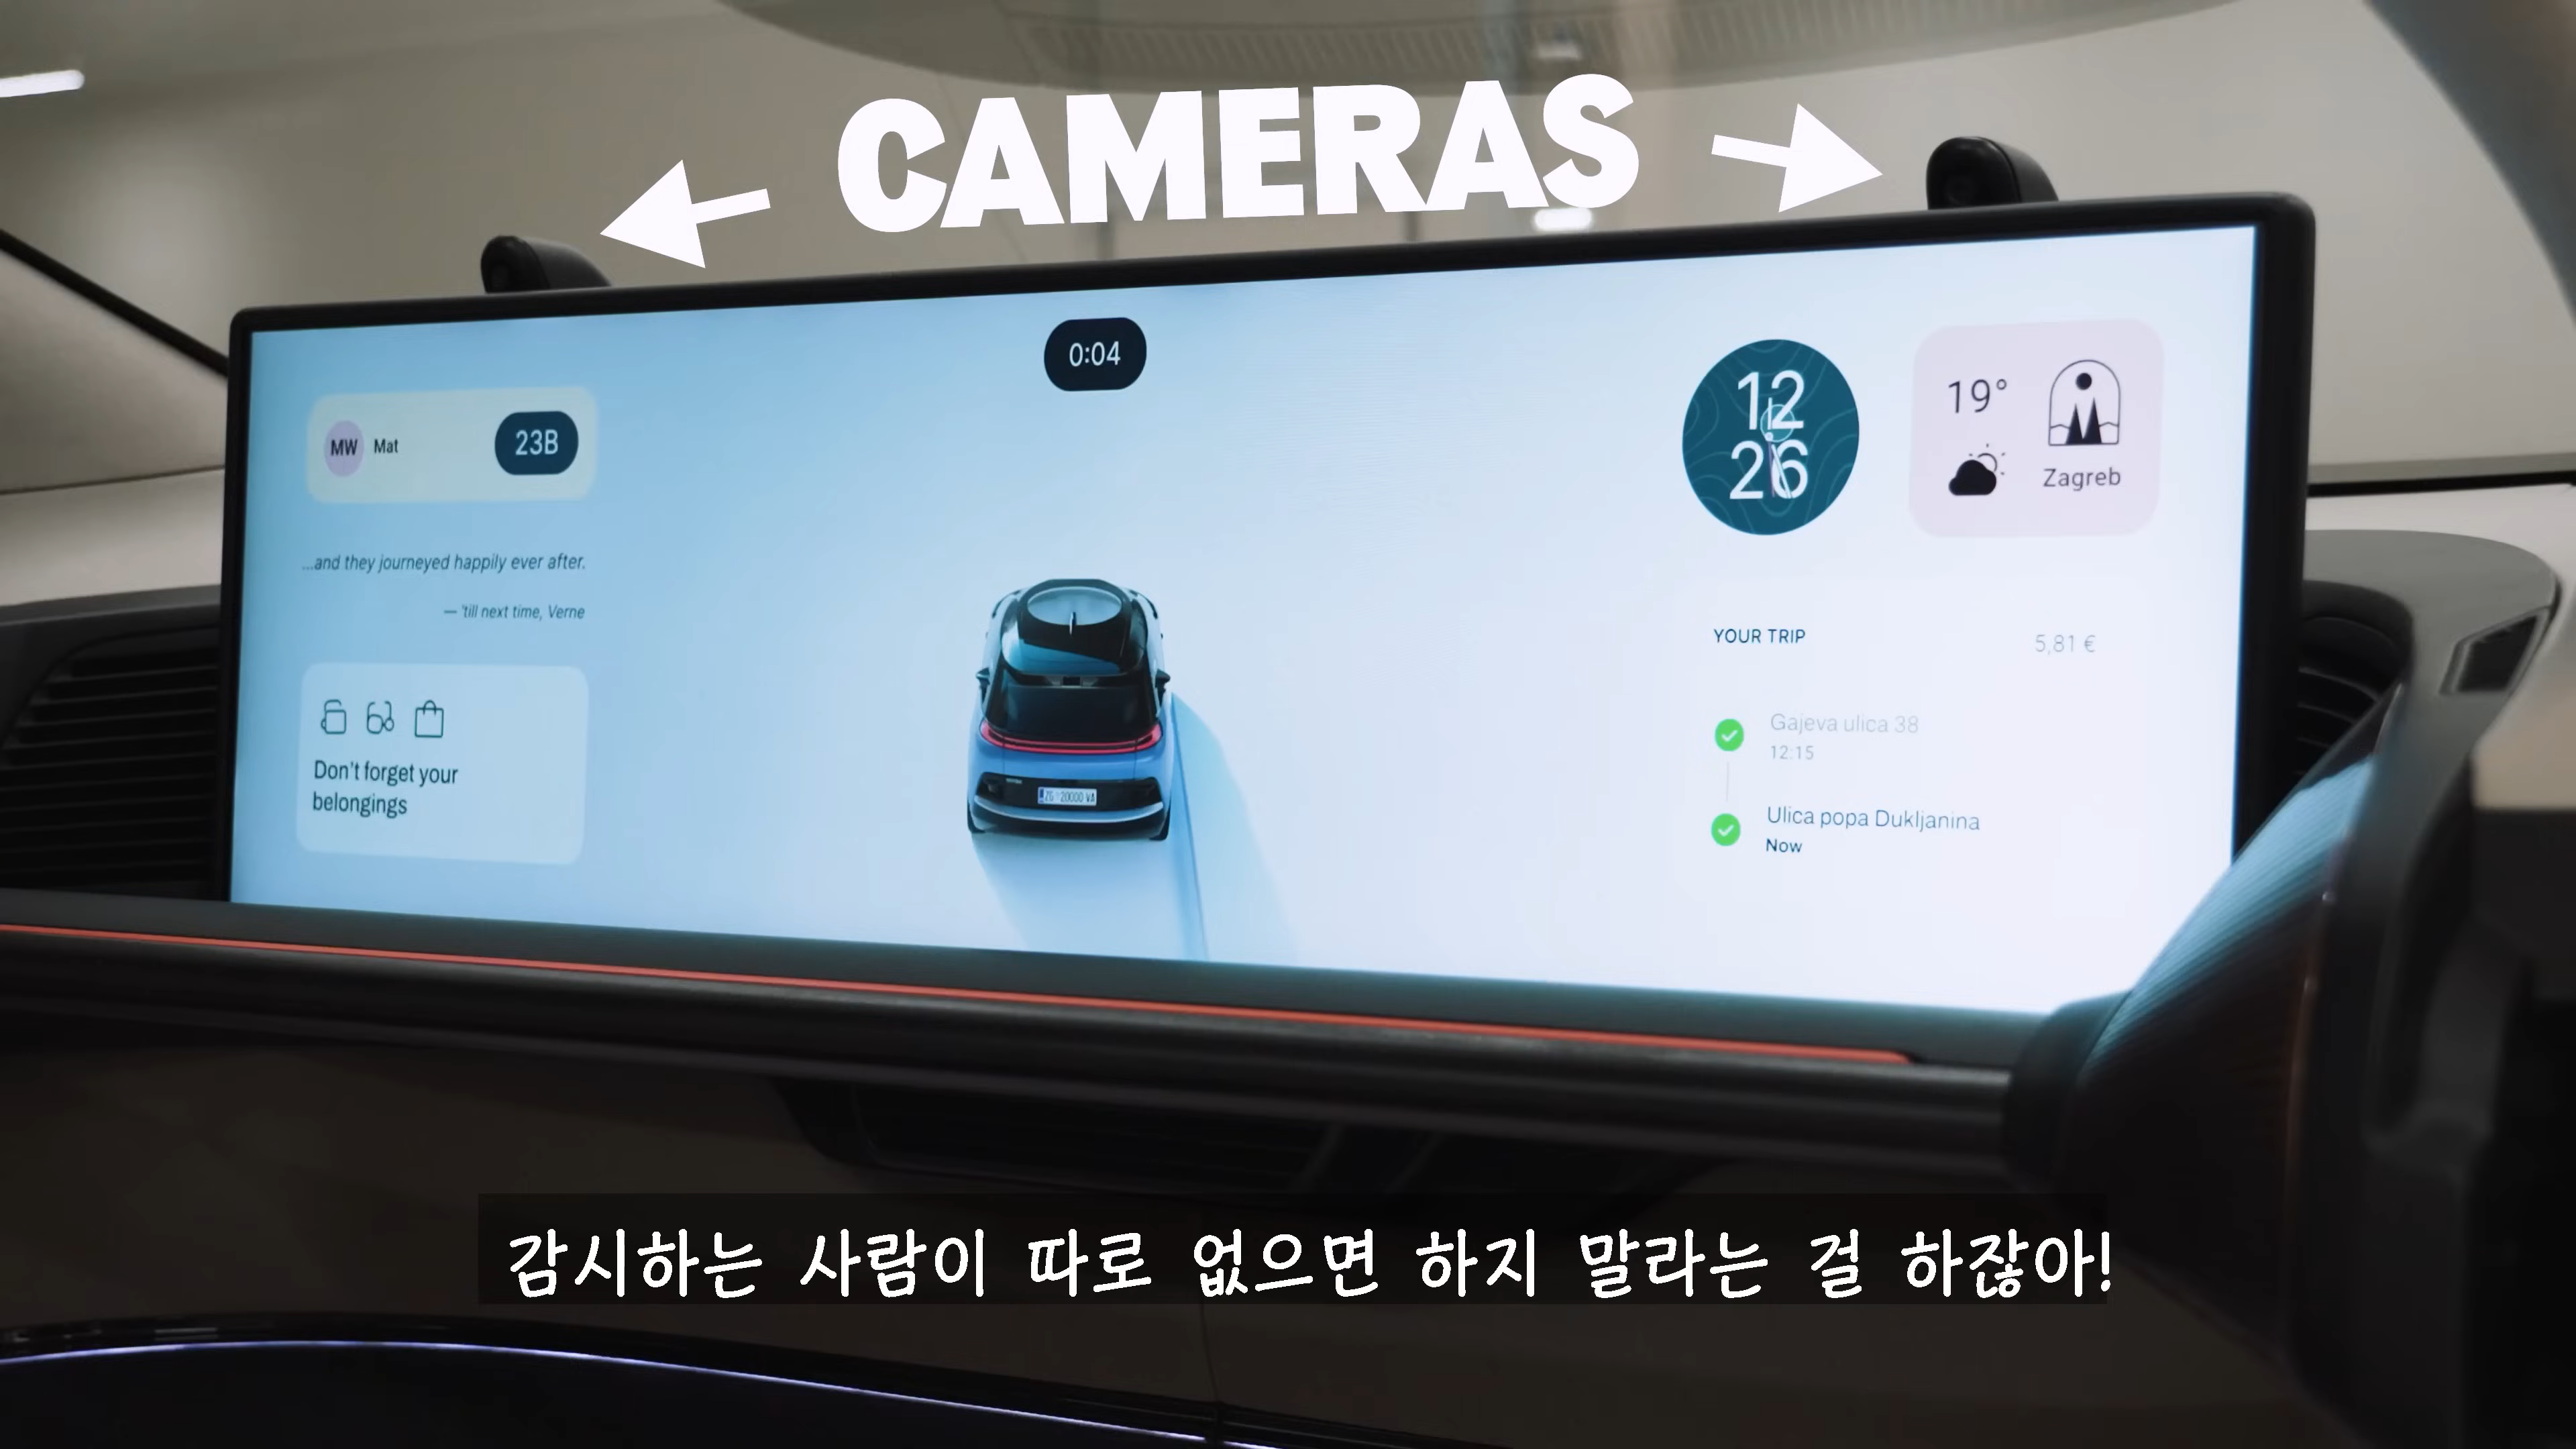 CAMERAS
0:04
MW Mat 23B
...and they journeyed happily ever after.
— 'till next time, Verne
Don't forget your
belongings
12
26
19°
Zagreb
YOUR TRIP 5,81 €
Gajeva ulica 38
12:15
Ulica popa Dukljanina
Now
ZG 20000 VA
감시하는 사람이 따로 없으면 하지 말라는 걸 하잖아!